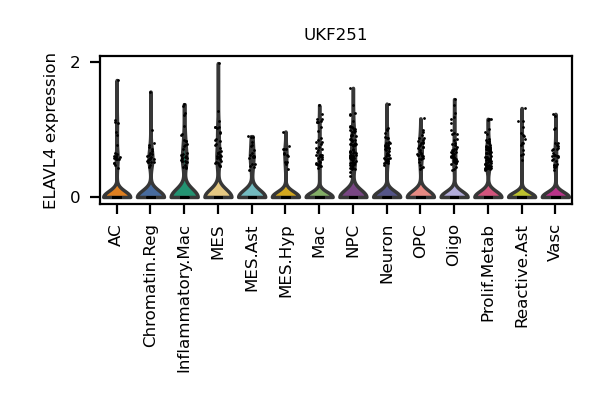 UKF251
ELAVL4 expression
2
0
AC
Chromatin.Reg
Inflammatory.Mac
MES
MES.Ast
MES.Hyp
Mac
NPC
Neuron
OPC
Oligo
Prolif.Metab
Reactive.Ast
Vasc